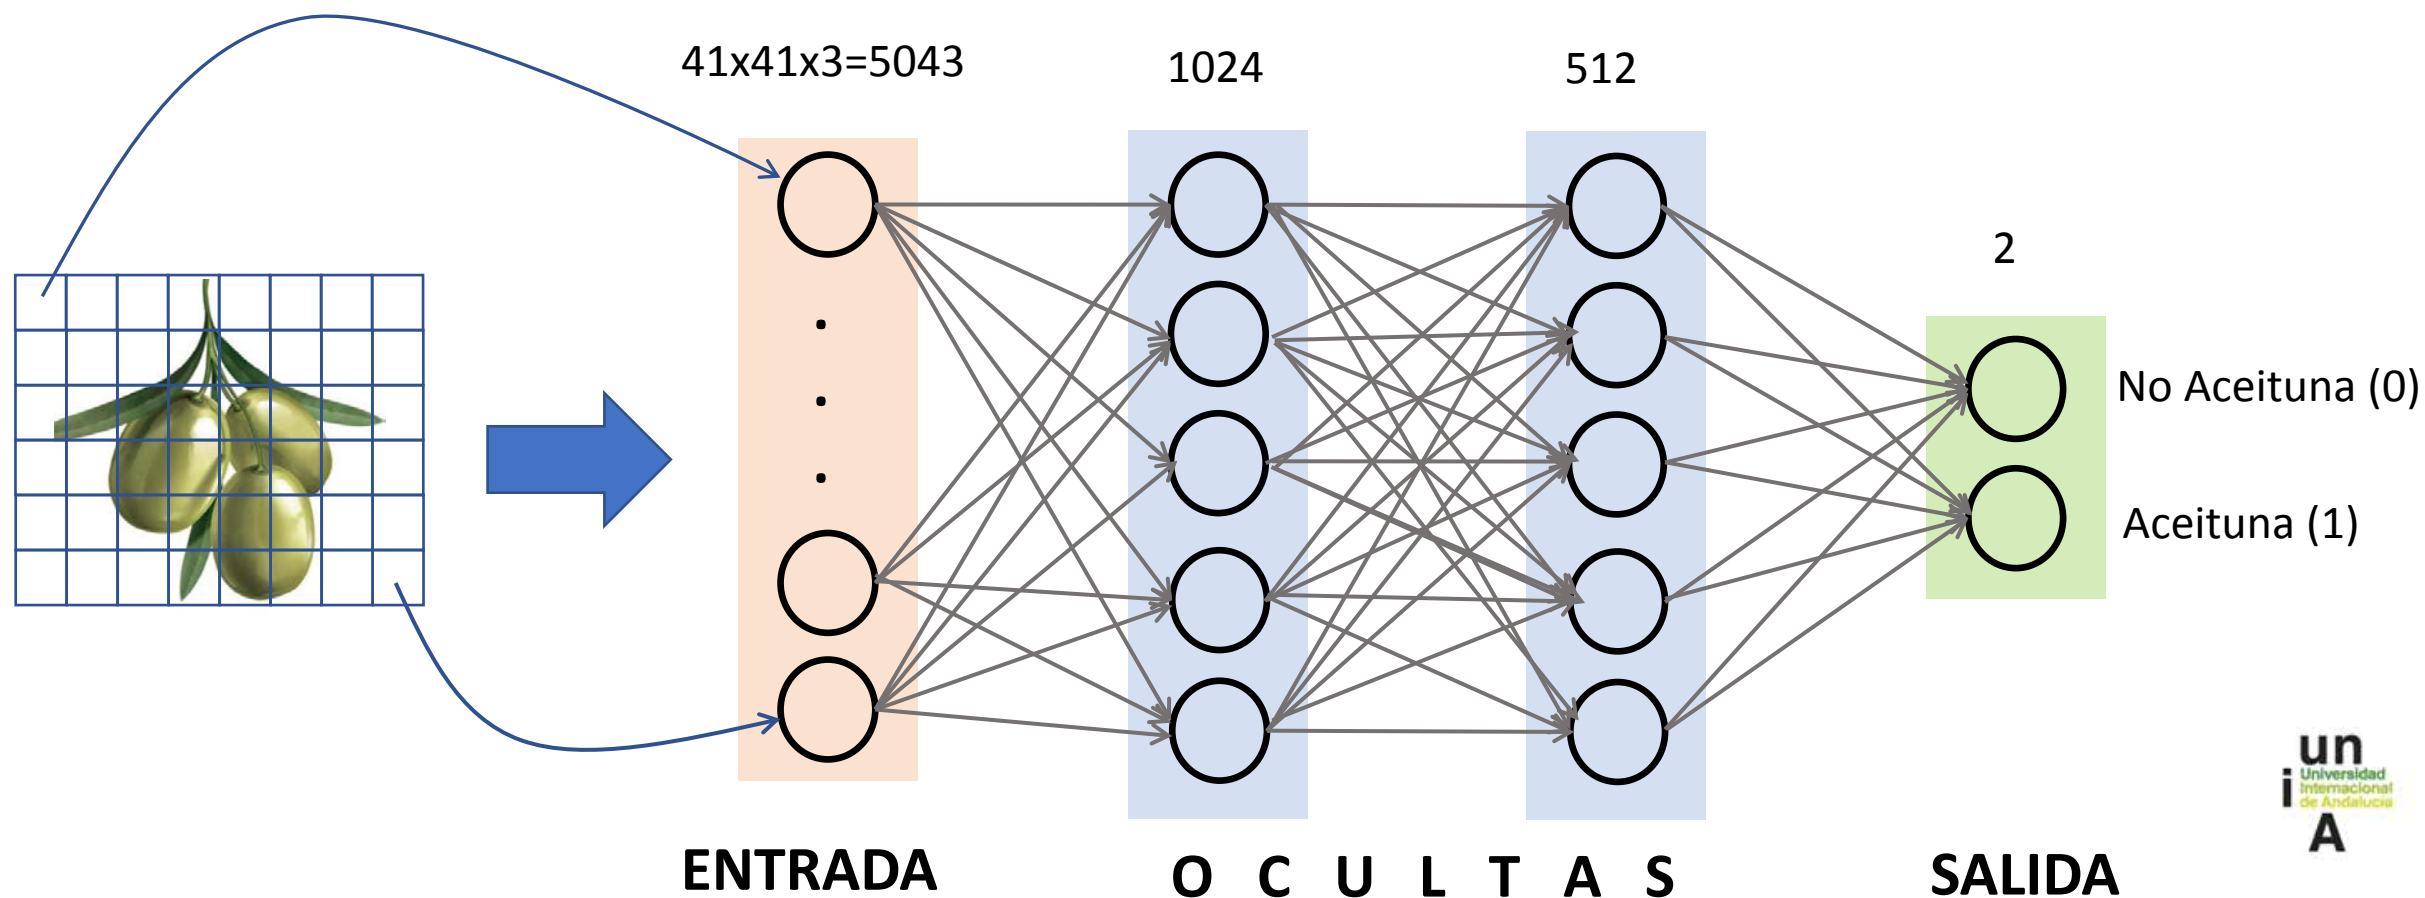 41x41x3=5043
1024
512
2
No Aceituna (0)
Aceituna (1)
ENTRADA
O C U L T A S
SALIDA
un
i
Universidad
Internacional
de Andalucía
A